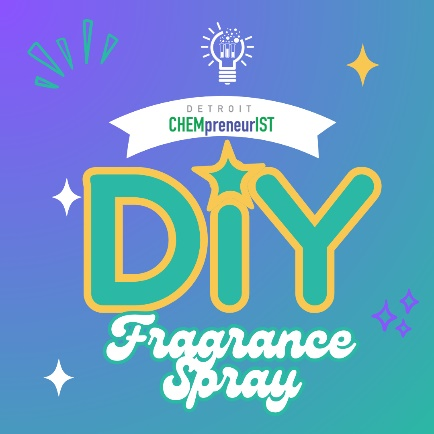 DETROIT
CHEMpreneurIST
DiY
Fragrance
Spray